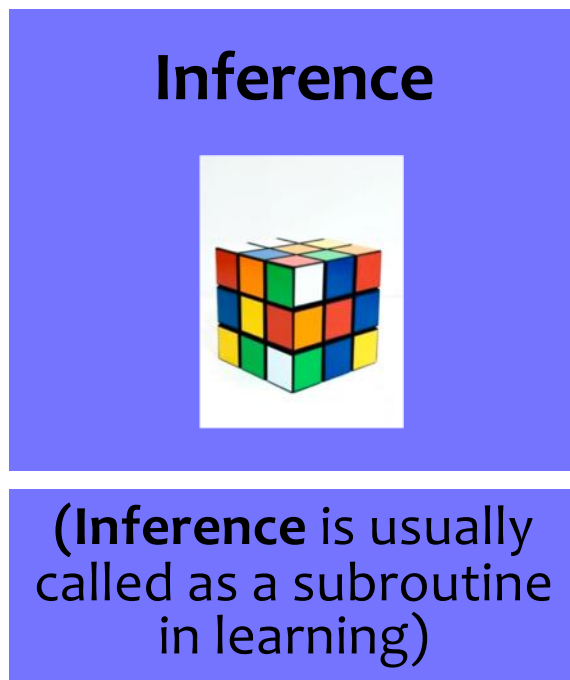 Inference
(Inference is usually
called as a subroutine
in learning)